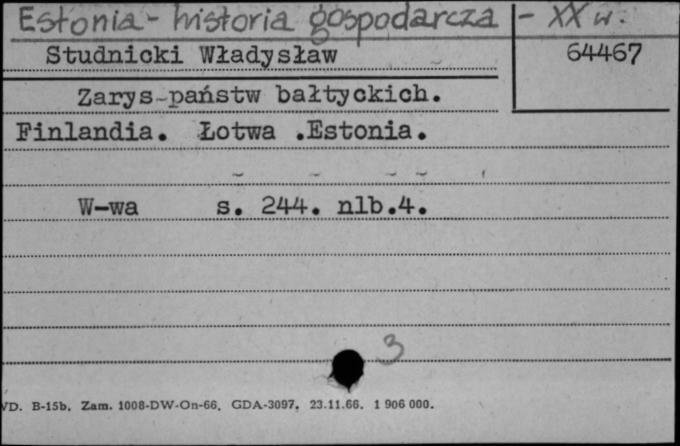 Estonia - historia gospodarcza - XX w.
Studnicki Władysław 64467
Zarys państw bałtyckich.
Finlandia. Łotwa .Estonia.
W-wa s. 244. nlb.4.
3
VD. B-15b. Zam. 1008-DW-On-66. GDA-3097. 23.11.66. 1 906 000.